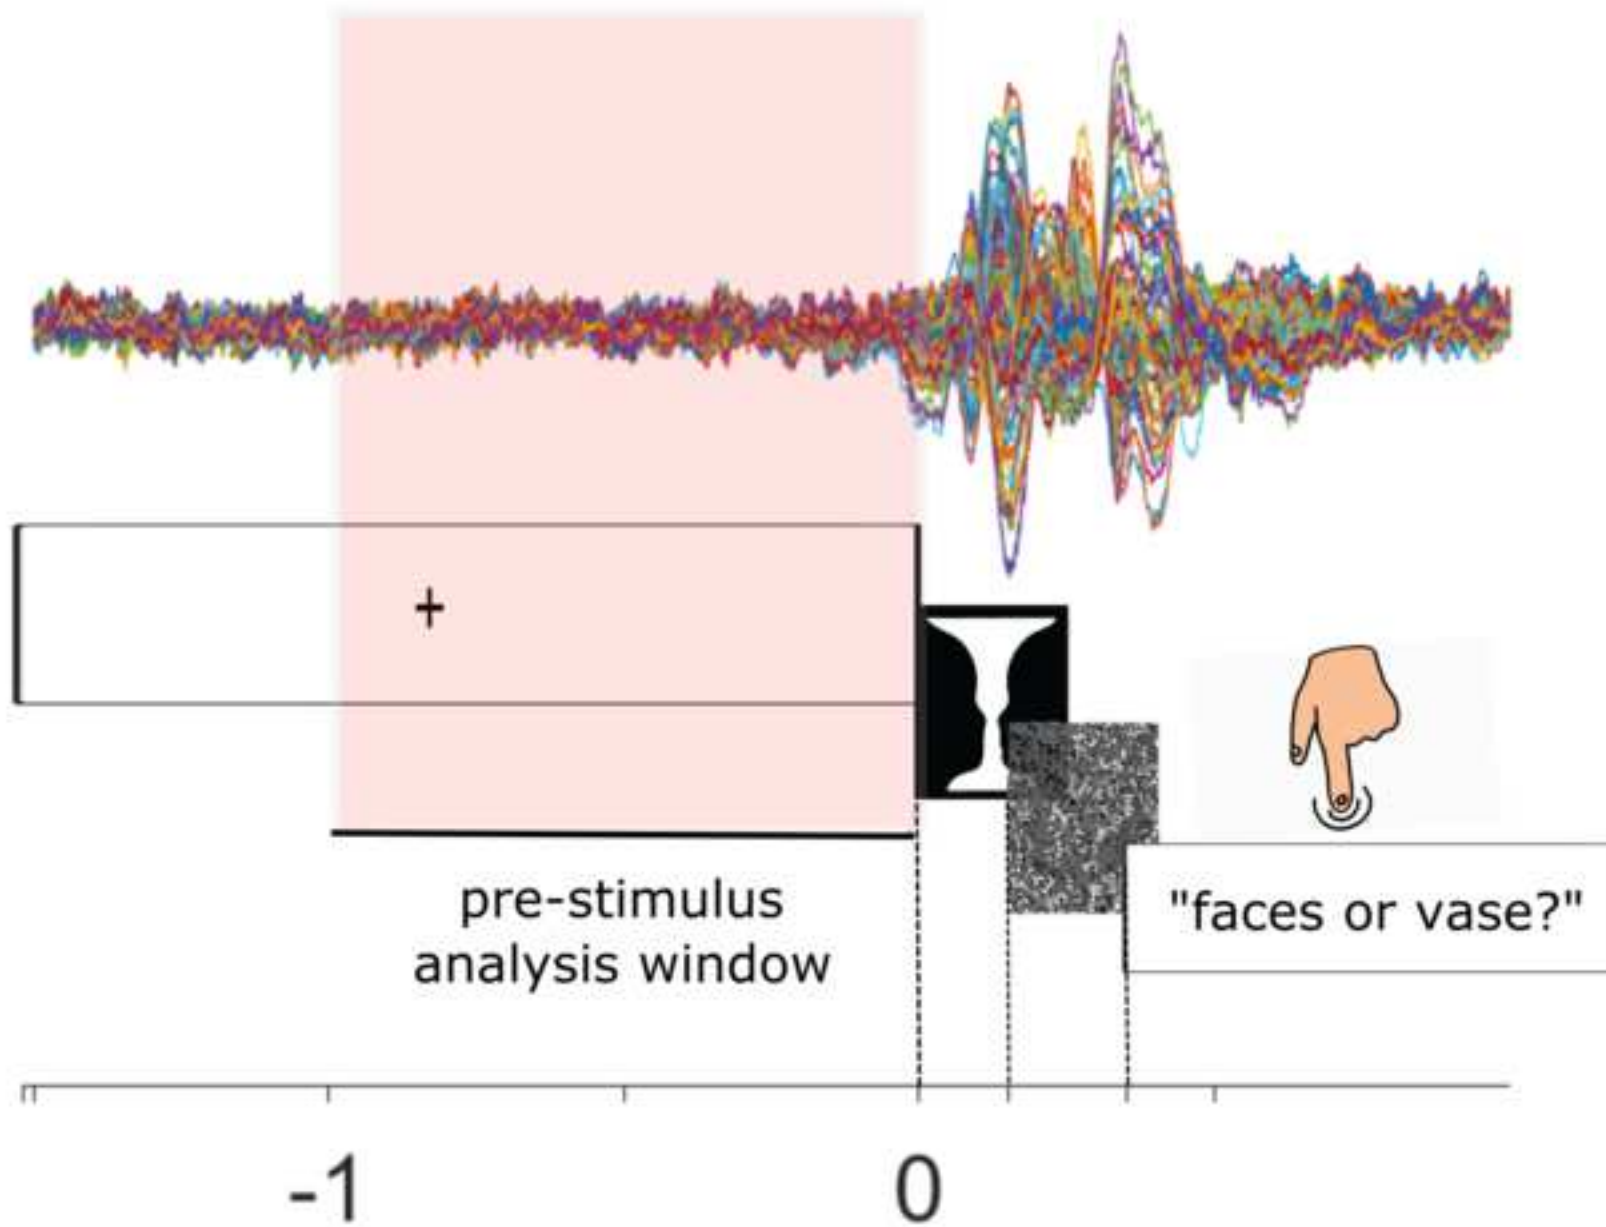 pre-stimulus
analysis window
"faces or vase?"
-1
0